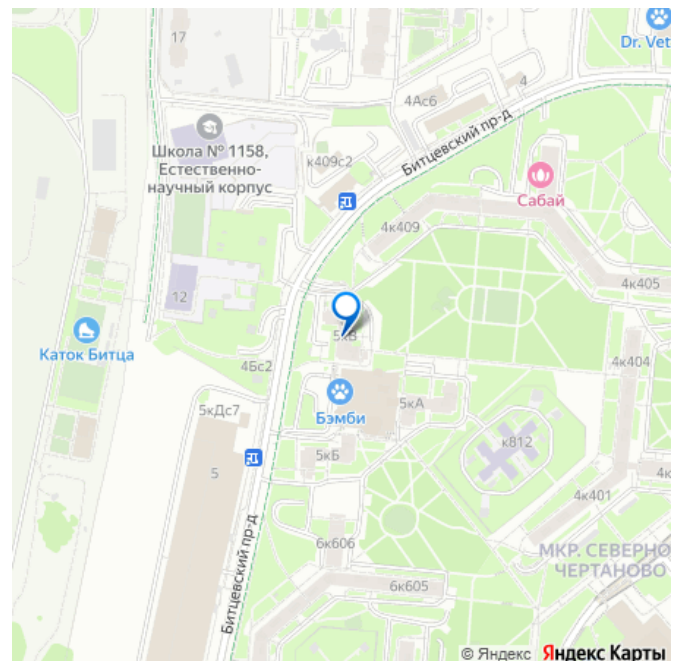 17
Dr. Vet
4
4Ас6
Битцевский пр-д
Школа № 1158,
Естественно-
научный корпус
к409с2
Сабай
4к409
4к405
12
5кВ
Каток Битца
4Бс2
4к404
5кДс7
Бэмби
5кА
к812
5кБ
5
4к401
4к
Битцевский пр-д
6к606
МКР. СЕВЕРНО
ЧЕРТАНОВО
6к605
© Яндекс Яндекс Карты